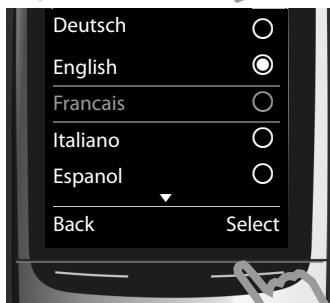 Deutsch
English
Francais
Italiano
Espanol
Back Select